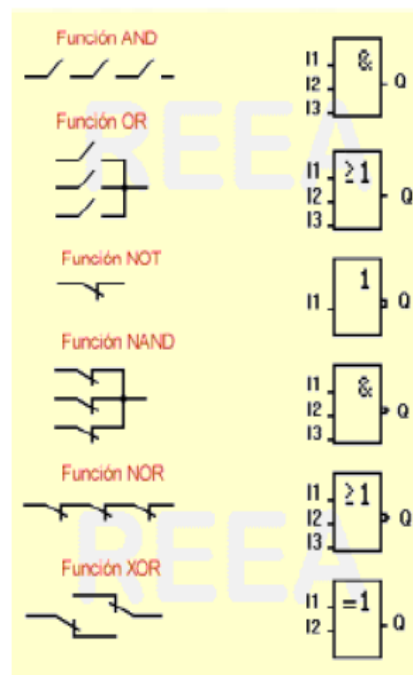 Función AND
I1 & Q
I2
I3
Función OR
I1 ≥1 Q
I2
I3
Función NOT
I1 1 Q
Función NAND
I1 & Q
I2
I3
Función NOR
I1 ≥1 Q
I2
I3
Función XOR
I1 =1 Q
I2
REEA
REEA